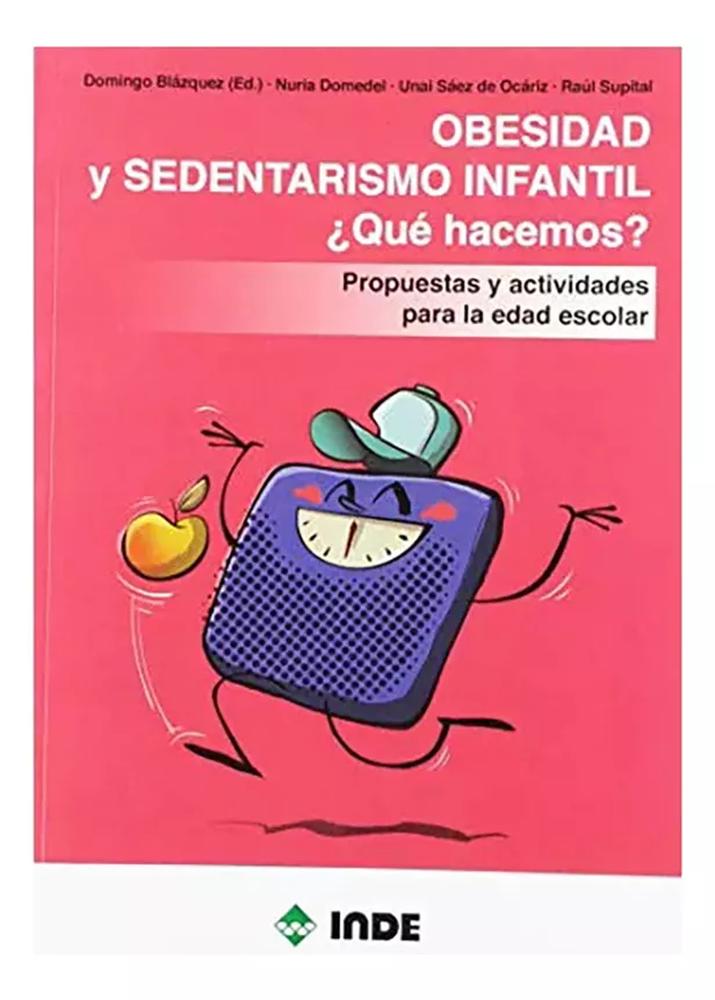 Domingo Blázquez (Ed.) · Nuria Domedel · Unai Sáez de Ocáriz · Raúl Supital
OBESIDAD
y SEDENTARISMO INFANTIL
¿Qué hacemos?
Propuestas y actividades
para la edad escolar
INDE